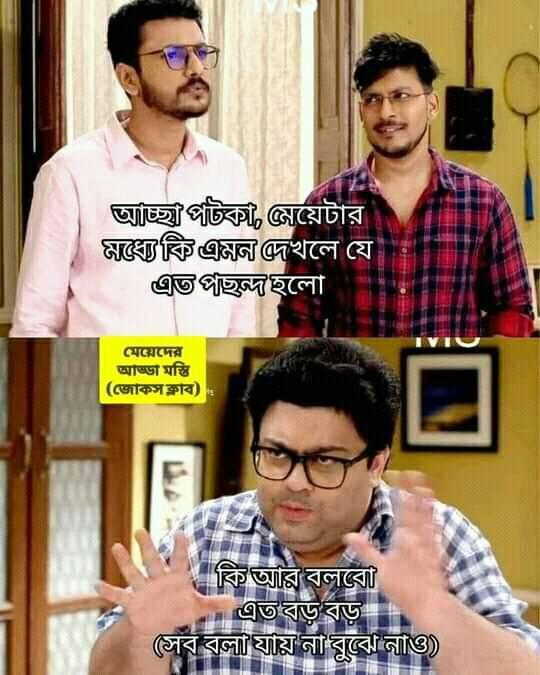 আচ্ছা পটকা, মেয়েটার
মধ্যে কি এমন দেখলে যে
এত পছন্দ হলো
মেয়েদের
আড্ডা মস্তি
(জোকস ক্লাব)
কি আর বলবো
এত বড় বড়
(সব বলা যায় না বুঝে নাও)